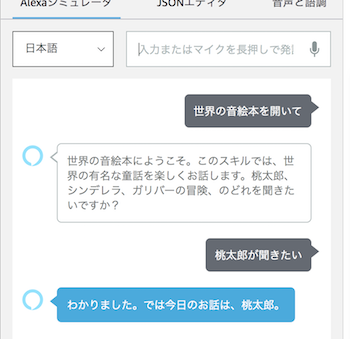 Alexaシミュレータ JSONエディタ 音声と語調
日本語 入力またはマイクを長押しで発
世界の音絵本を開いて
世界の音絵本にようこそ。このスキルでは、世
界の有名な童話を楽しくお話します。桃太郎、
シンデレラ、ガリバーの冒険、のどれを聞きた
いですか？
桃太郎が聞きたい
わかりました。では今日のお話は、桃太郎。